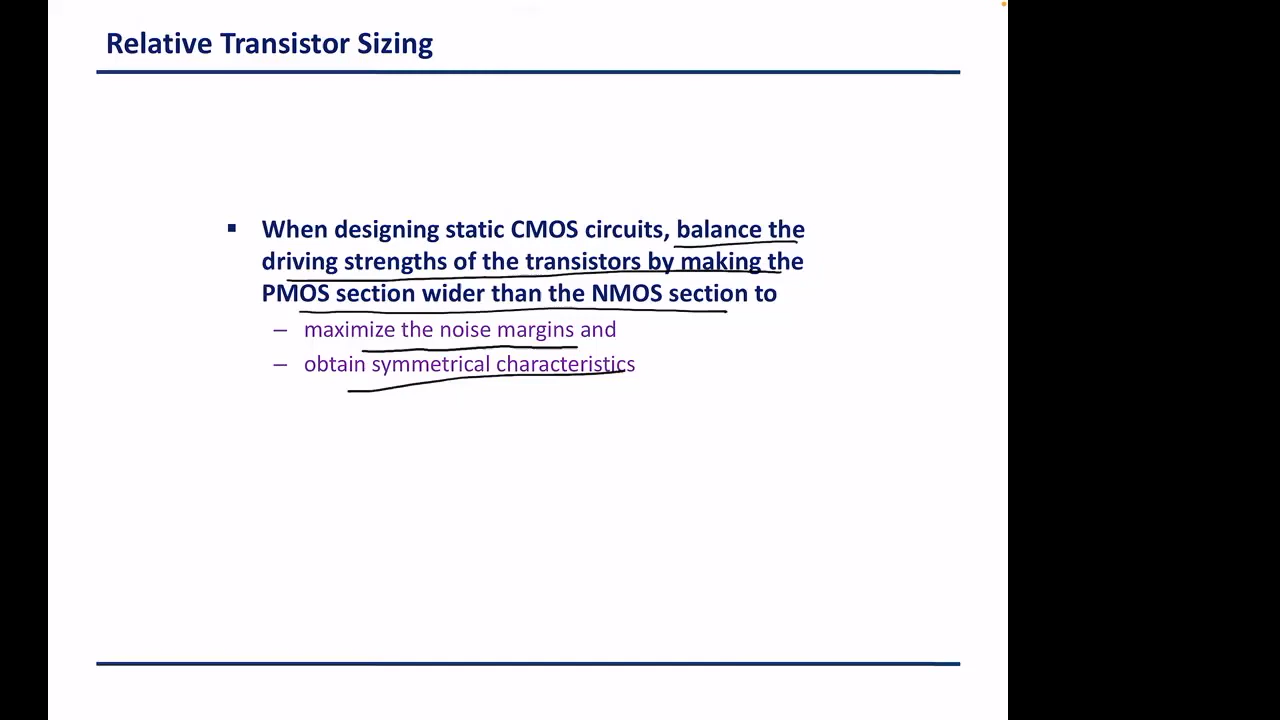 Relative Transistor Sizing
▪ When designing static CMOS circuits, balance the
driving strengths of the transistors by making the
PMOS section wider than the NMOS section to
– maximize the noise margins and
– obtain symmetrical characteristics